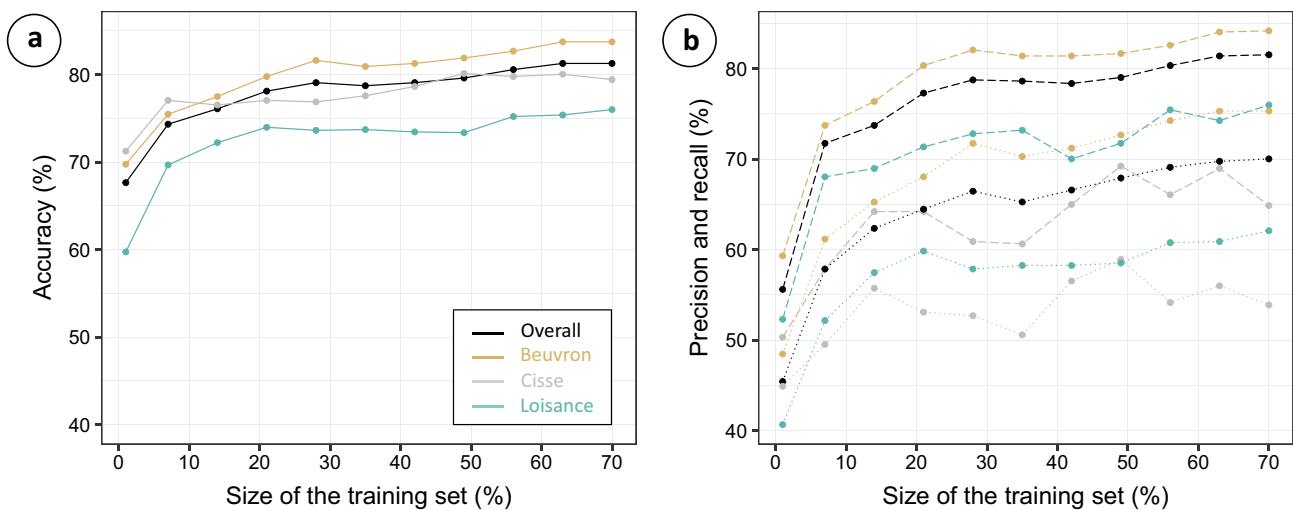 a
Accuracy (%)
80
70
60
50
40
0 10 20 30 40 50 60 70
Size of the training set (%)
Overall
Beuvron
Cisse
Loisance
b
Precision and recall (%)
80
70
60
50
40
0 10 20 30 40 50 60 70
Size of the training set (%)